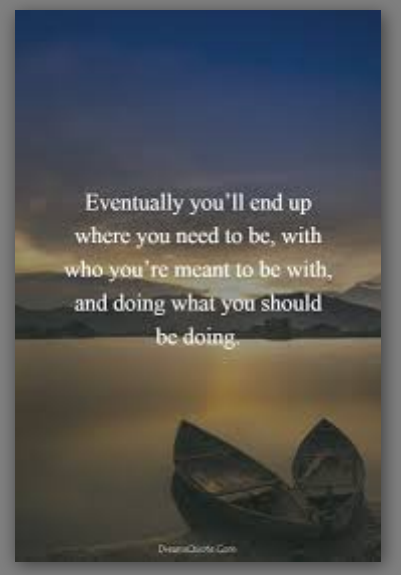 Eventually you'll end up
where you need to be, with
who you're meant to be with,
and doing what you should
be doing.
DreamsQuote.Com